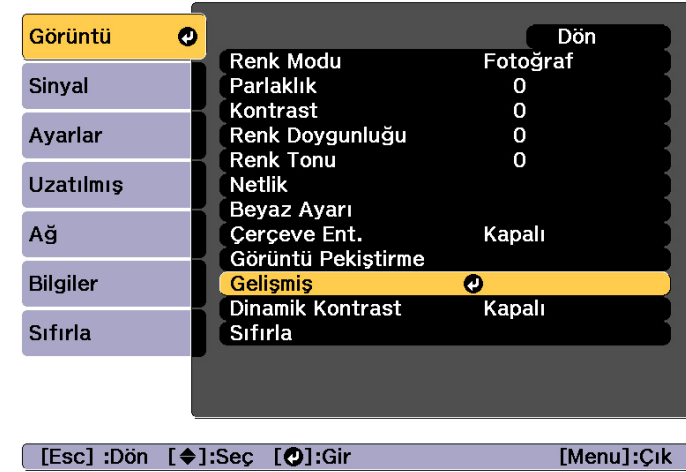 Görüntü
Sinyal
Ayarlar
Uzatılmış
Ağ
Bilgiler
Sıfırla
Dön
Renk Modu Fotoğraf
Parlaklık 0
Kontrast 0
Renk Doygunluğu 0
Renk Tonu 0
Netlik
Beyaz Ayarı
Çerçeve Ent. Kapalı
Görüntü Pekiştirme
Gelişmiş
Dinamik Kontrast Kapalı
Sıfırla
[Esc] :Dön [◆]:Seç [↵]:Gir [Menu]:Çık